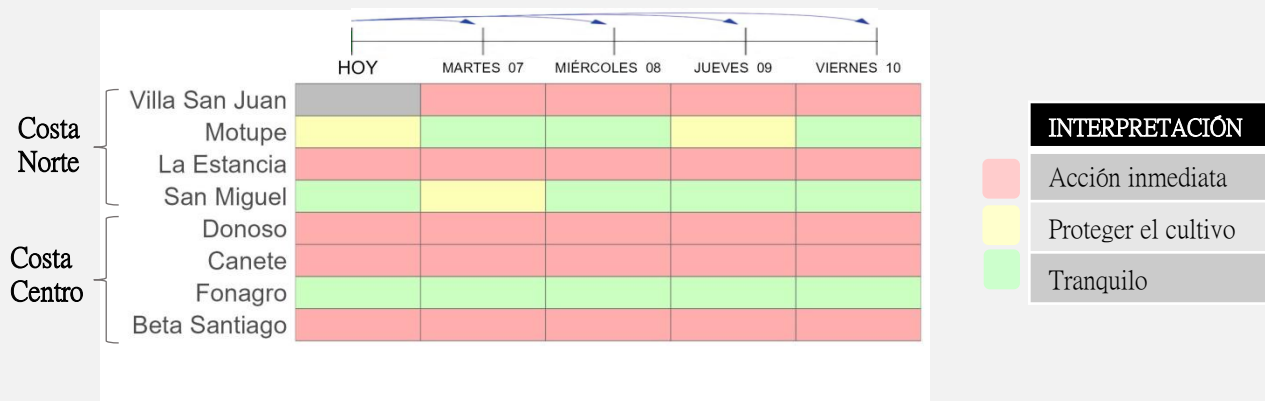 HOY MARTES 07 MIÉRCOLES 08 JUEVES 09 VIERNES 10
Costa
Norte
Villa San Juan
Motupe
La Estancia
San Miguel
Costa
Centro
Donoso
Canete
Fonagro
Beta Santiago
INTERPRETACIÓN
Acción inmediata
Proteger el cultivo
Tranquilo